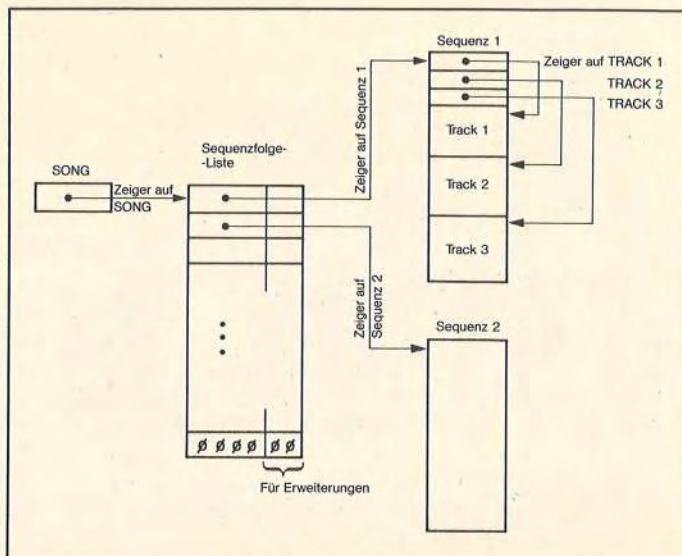 Sequenz 1
Zeiger auf TRACK 1
TRACK 2
TRACK 3
Zeiger auf Sequenz 1
Track 1
Sequenzfolge-
-Liste
SONG
Zeiger auf
SONG
Track 2
Track 3
Zeiger auf
Sequenz 2
Sequenz 2
Ø Ø Ø Ø Ø Ø
Für Erweiterungen